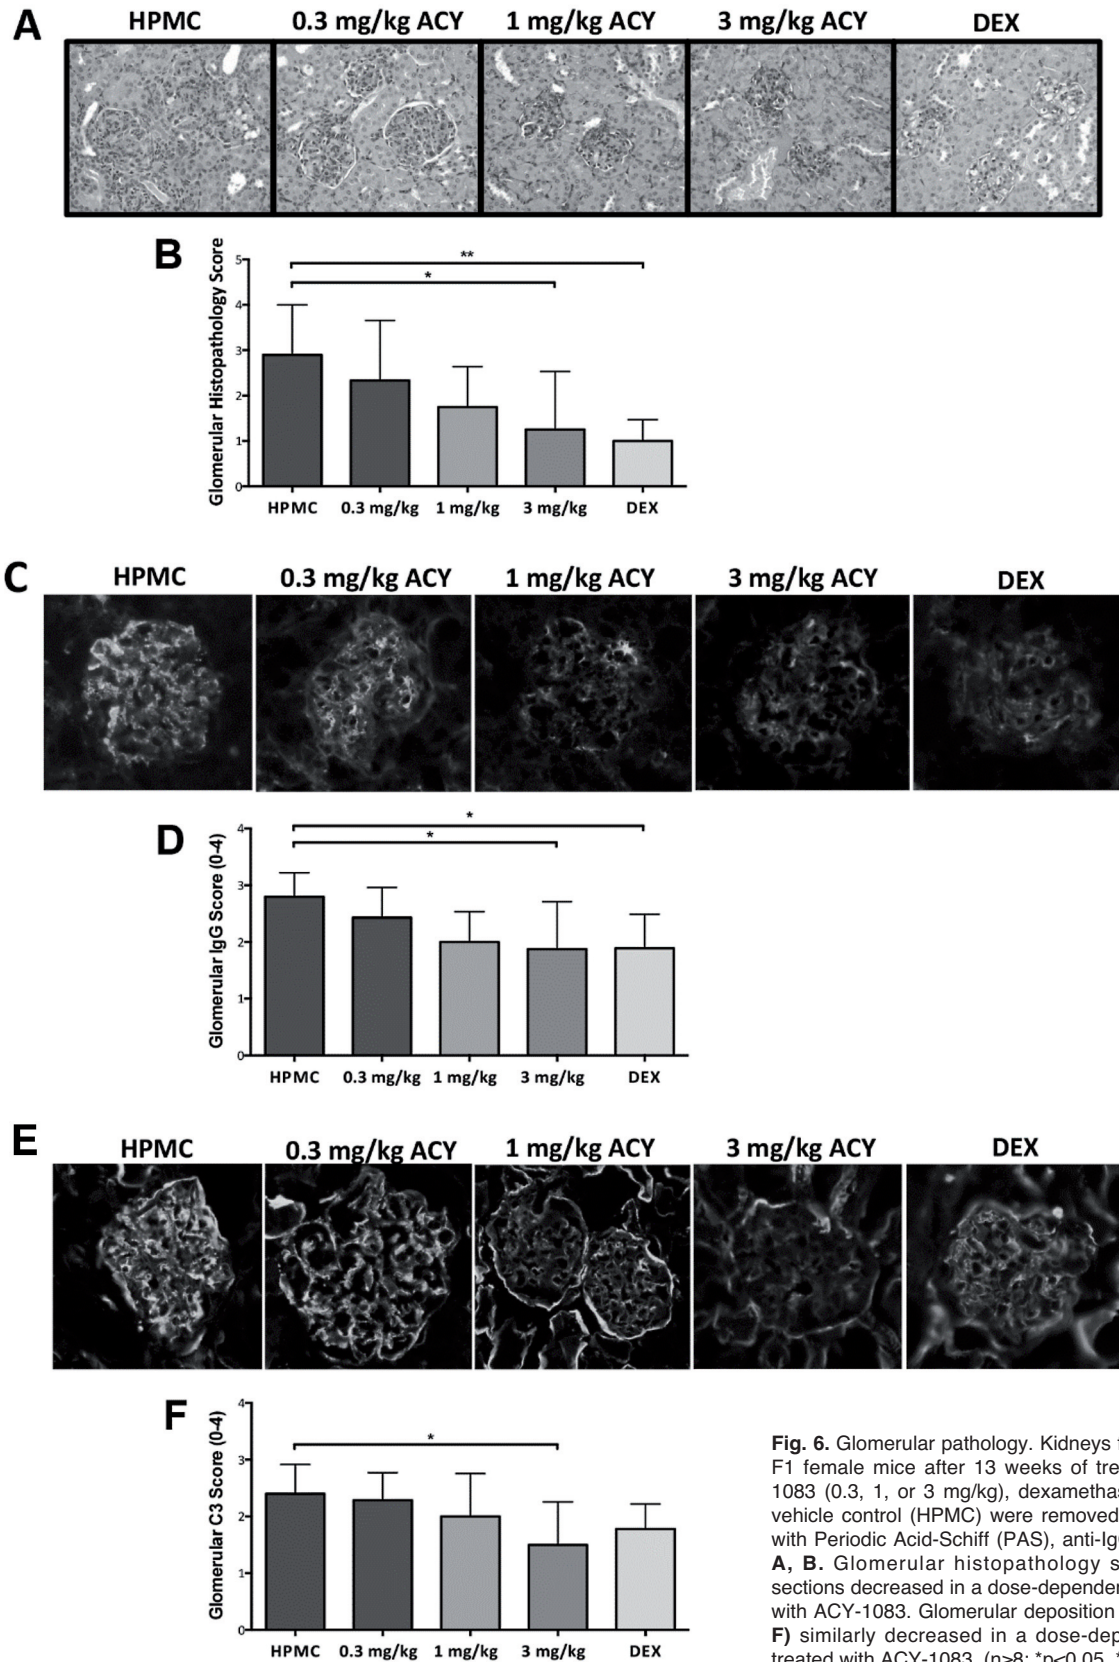 A
HPMC 0.3 mg/kg ACY 1 mg/kg ACY 3 mg/kg ACY DEX
B
Glomerular Histopathology Score
5
4
3
2
1
0
**
*
HPMC 0.3 mg/kg 1 mg/kg 3 mg/kg DEX
C
HPMC 0.3 mg/kg ACY 1 mg/kg ACY 3 mg/kg ACY DEX
D
Glomerular IgG Score (0-4)
4
3
2
1
0
*
*
HPMC 0.3 mg/kg 1 mg/kg 3 mg/kg DEX
E
HPMC 0.3 mg/kg ACY 1 mg/kg ACY 3 mg/kg ACY DEX
F
Glomerular C3 Score (0-4)
4
3
2
1
0
*
HPMC 0.3 mg/kg 1 mg/kg 3 mg/kg DEX
Fig. 6. Glomerular pathology. Kidneys
F1 female mice after 13 weeks of
1083 (0.3, 1, or 3 mg/kg),
vehicle control (HPMC) were removed
with Periodic Acid-Schiff (PAS),
A, B. Glomerular histopathology
sections decreased in a
with ACY-1083. Glomerular deposition
F) similarly decreased in a
treated with ACY-1083. (n≥8; *p<0.05,